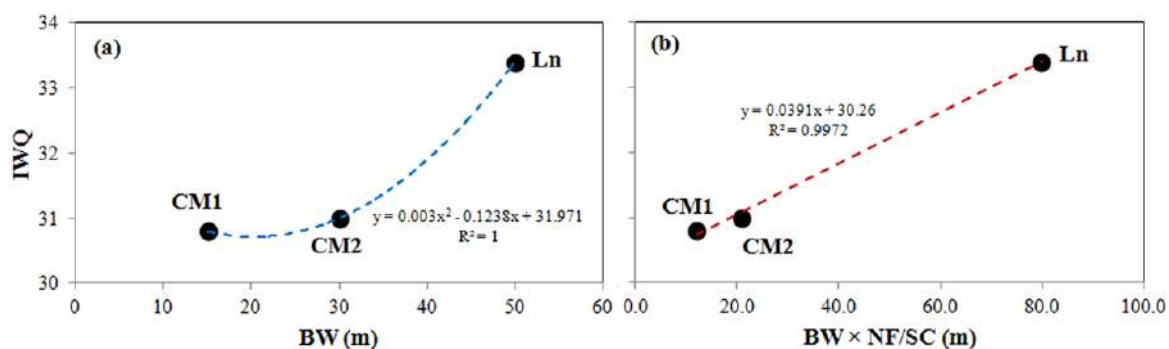 (a)
34
33
32
31
30
IWQ
CM1
CM2
Ln
y = 0.003x² - 0.1238x + 31.971
R² = 1
0 10 20 30 40 50 60
BW (m)
(b)
Ln
y = 0.0391x + 30.26
R² = 0.9972
CM1
CM2
0.0 20.0 40.0 60.0 80.0 100.0
BW × NF/SC (m)